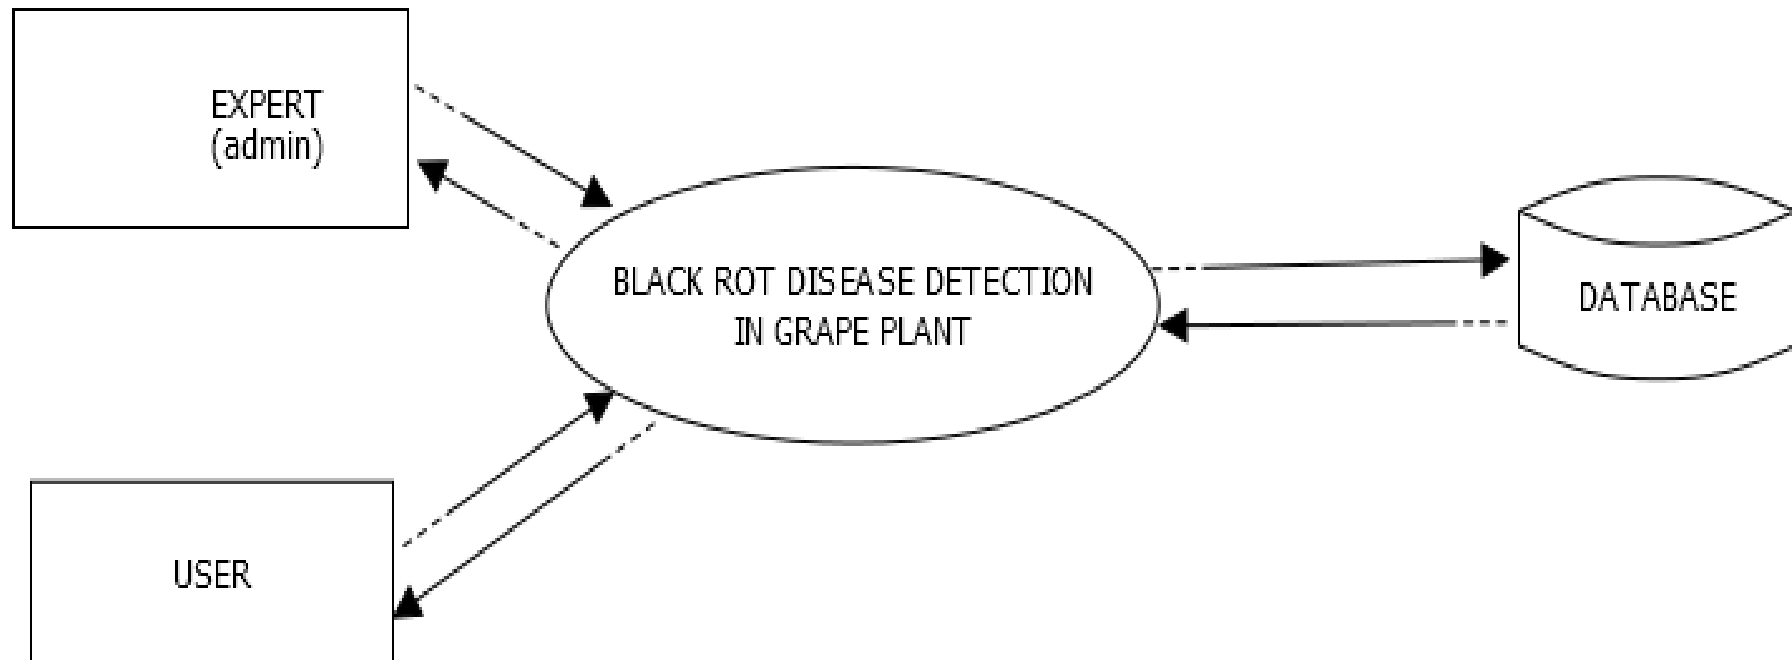 EXPERT
(admin)
BLACK ROT DISEASE DETECTION
IN GRAPE PLANT
DATABASE
USER